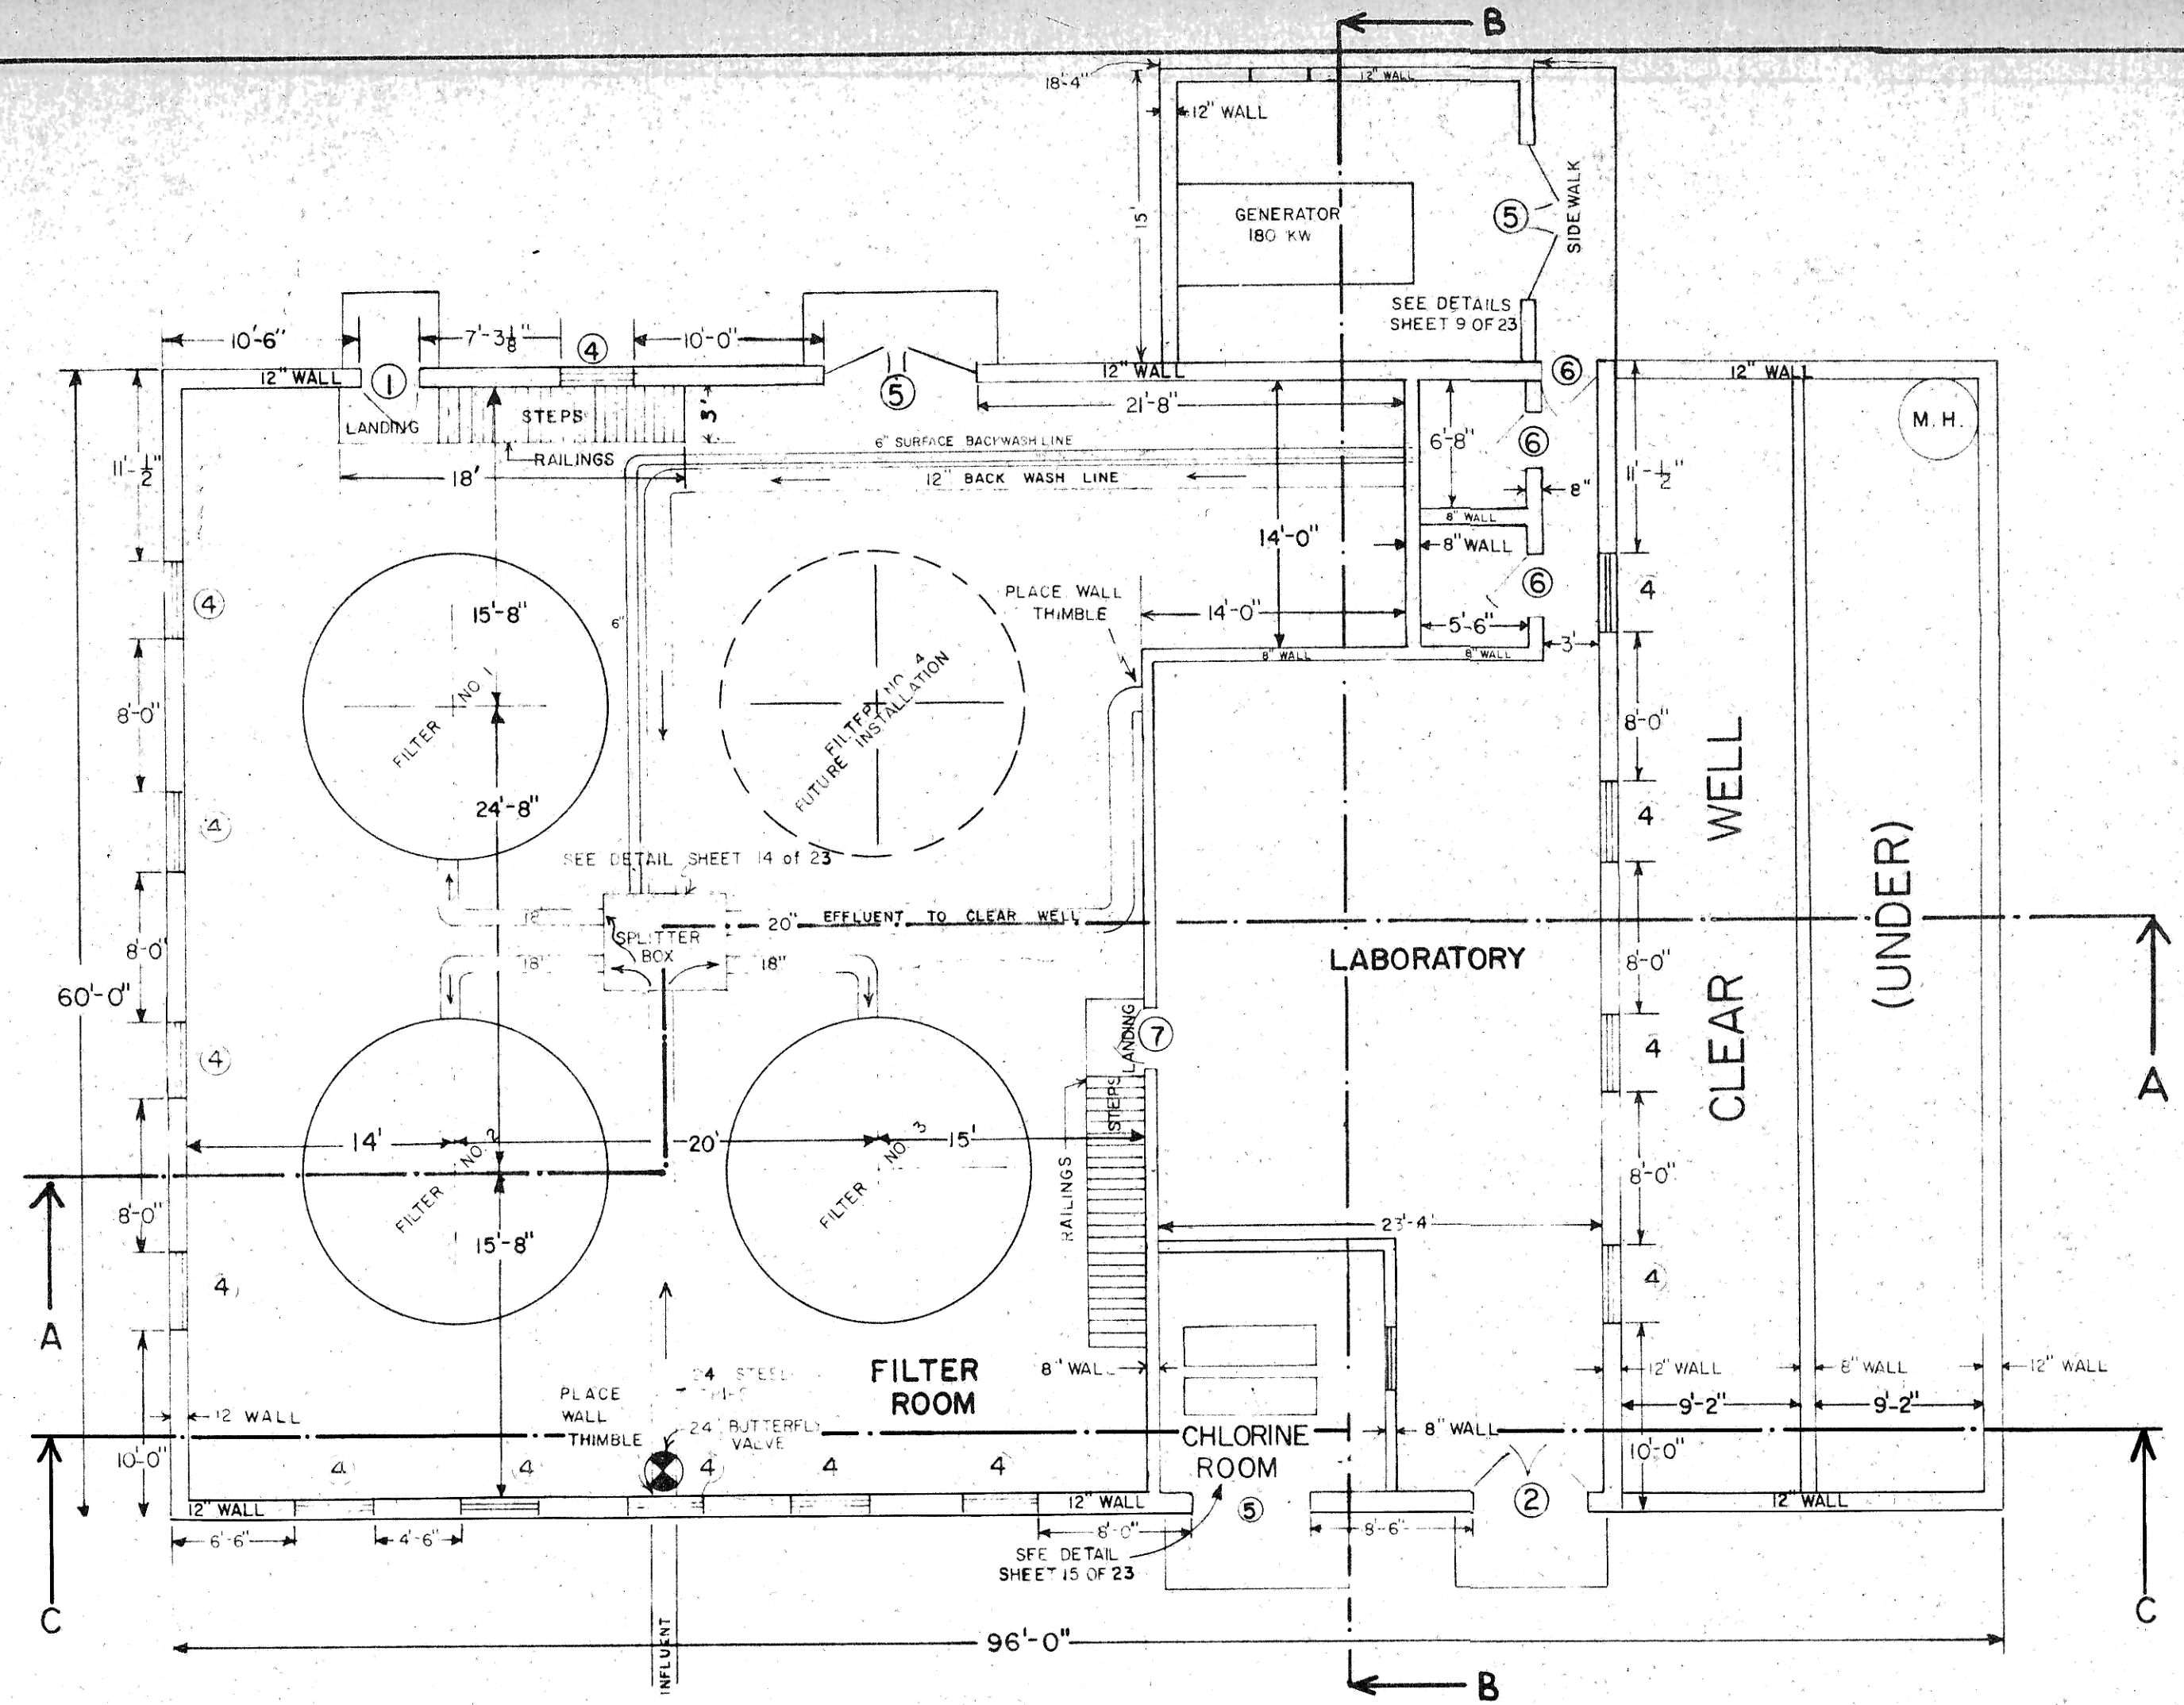 B
18'-4"
12" WALL
12" WALL
15'
GENERATOR
180 KW
5
SIDEWALK
SEE DETAILS
SHEET 9 OF 23
10'-6"
7'-3 1/8"
4
10'-0"
12" WALL
1
5
12" WALL
6
12" WALL
LANDING
STEPS
3'
21'-8"
M. H.
RAILINGS
6" SURFACE BACKWASH LINE
6'-8"
6
11'-1/2"
18'
12" BACK WASH LINE
8"
11'-1/2"
8" WALL
14'-0"
8" WALL
4
15'-8"
6"
PLACE WALL
THIMBLE
14'-0"
6
4
5'-6"
3'
8" WALL
8" WALL
8'-0"
FILTER NO. 1
FILTER NO. 4
FUTURE INSTALLATION
8'-0"
24'-8"
4
4
SEE DETAIL SHEET 14 of 23
18"
20" EFFLUENT TO CLEAR WELL
SPLITTER
BOX
8'-0"
18"
18"
LABORATORY
8'-0"
CLEAR WELL
(UNDER)
60'-0"
4
LANDING
7
4
A
STEPS
14'
20'
15'
RAILINGS
FILTER NO. 2
FILTER NO. 3
8'-0"
8'-0"
23'-4'
15'-8"
4
4
A
FILTER
ROOM
8" WALL
12" WALL
8" WALL
12" WALL
24 STEEL
PLACE
WALL
THIMBLE
24" BUTTERFLY
VALVE
12 WALL
9'-2"
9'-2"
CHLORINE
ROOM
8" WALL
10'-0"
10'-0"
4
4
4
4
4
5
2
12" WALL
12" WALL
12" WALL
6'-6"
4'-6"
8'-0"
8'-6"
SEE DETAIL
SHEET 15 OF 23
C
C
INFLUENT
96'-0"
B